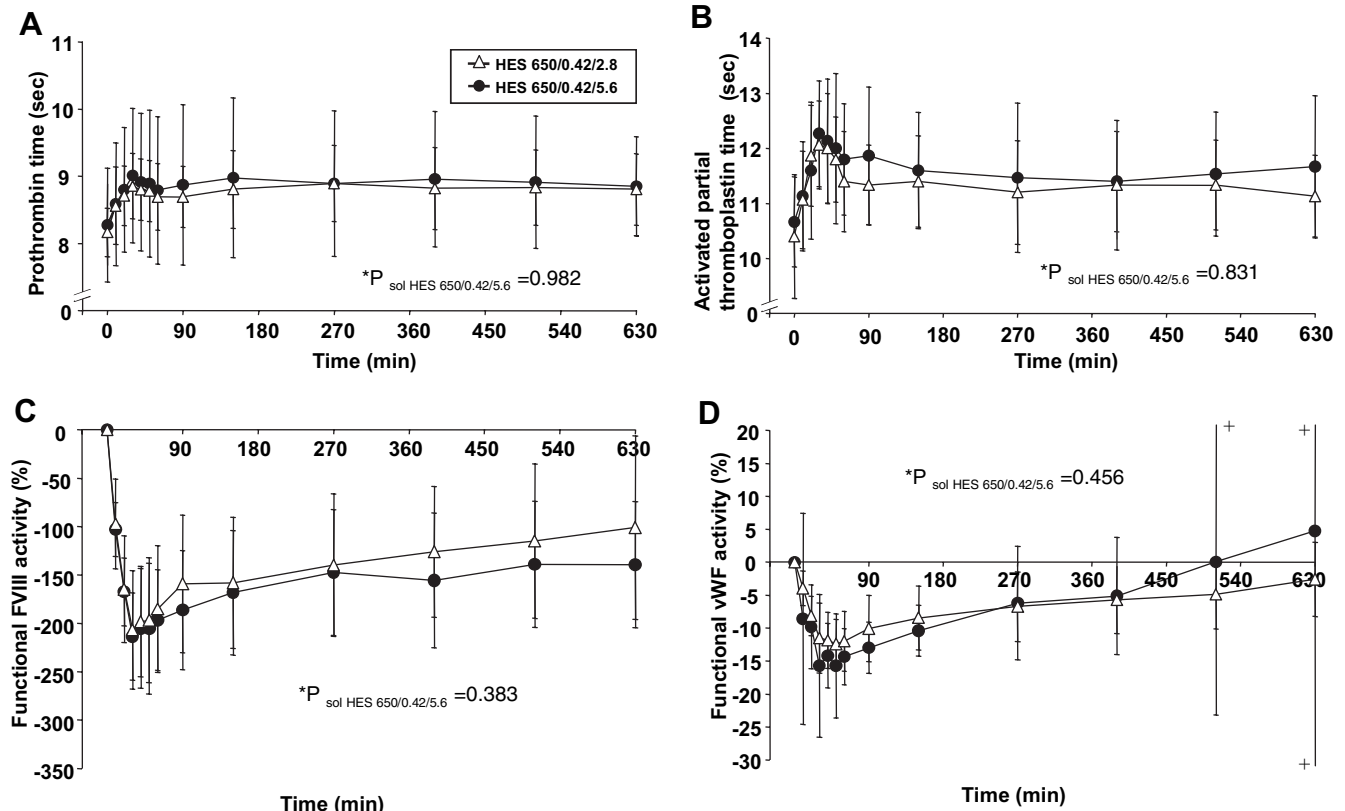 A
Prothrombin time (sec)
11
10
9
8
0
HES 650/0.42/2.8
HES 650/0.42/5.6
*P sol HES 650/0.42/5.6 =0.982
0 90 180 270 360 450 540 630
Time (min)
B
Activated partial
thromboplastin time (sec)
14
13
12
11
10
0
*P sol HES 650/0.42/5.6 =0.831
0 90 180 270 360 450 540 630
Time (min)
C
Functional FVIII activity (%)
0
-50
-100
-150
-200
-250
-300
-350
90 180 270 360 450 540 630
*P sol HES 650/0.42/5.6 =0.383
Time (min)
D
Functional vWF activity (%)
20
15
10
5
0
-5
-10
-15
-20
-25
-30
+ +
*P sol HES 650/0.42/5.6 =0.456
90 180 270 360 450 540 630
+
Time (min)